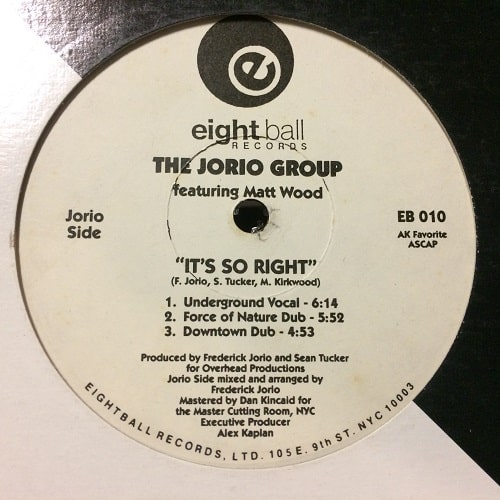 e
eightball
RECORDS
THE JORIO GROUP
featuring Matt Wood
Jorio
Side
EB 010
AK Favorite
ASCAP
"IT'S SO RIGHT"
(F. Jorio, S. Tucker, M. Kirkwood)
1. Underground Vocal - 6:14
2. Force of Nature Dub - 5:52
3. Downtown Dub - 4:53
Produced by Frederick Jorio and Sean Tucker
for Overhead Productions
Jorio Side mixed and arranged by
Frederick Jorio
Mastered by Dan Kincaid for
the Master Cutting Room, NYC
Executive Producer
Alex Kaplan
EIGHTBALL RECORDS, LTD. 105 E. 9th ST. NYC 10003